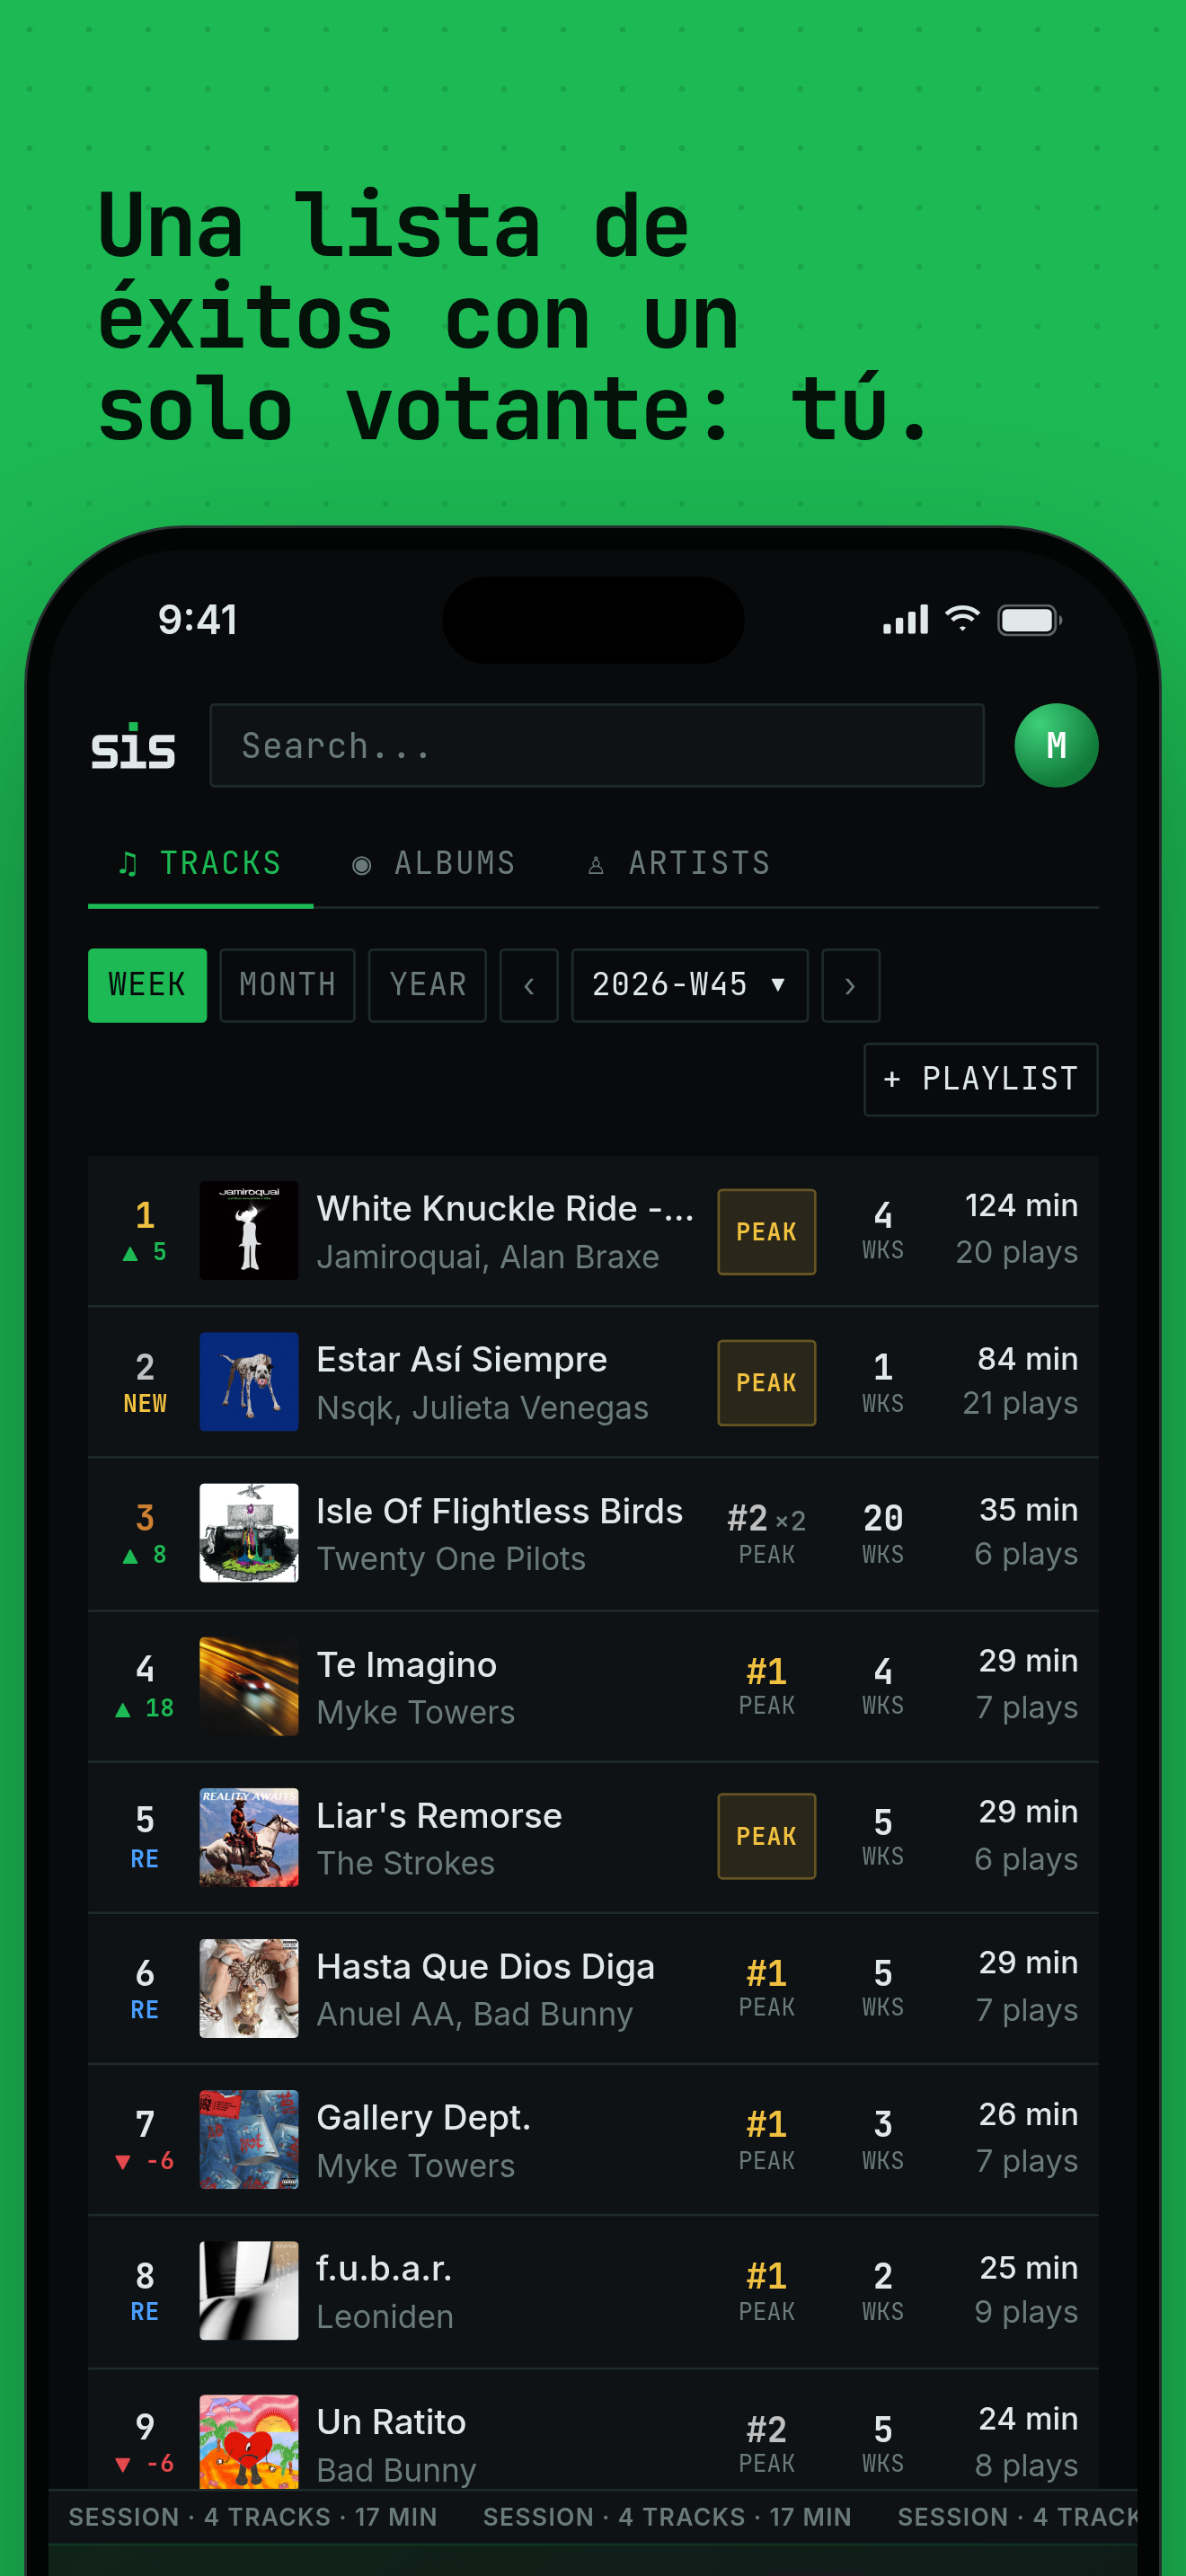 Una lista de
éxitos con un
solo votante: tú.
9:41
sis
Search...
M
♫ TRACKS
◉ ALBUMS
♙ ARTISTS
WEEK
MONTH
YEAR
‹
2026-W45 ▼
›
+ PLAYLIST
1
▲ 5
jamiroquai
White Knuckle Ride -...
Jamiroquai, Alan Braxe
PEAK
4
WKS
124 min
20 plays
2
NEW
Estar Así Siempre
Nsqk, Julieta Venegas
PEAK
1
WKS
84 min
21 plays
3
▲ 8
Isle Of Flightless Birds
Twenty One Pilots
#2 ×2
PEAK
20
WKS
35 min
6 plays
4
▲ 18
Te Imagino
Myke Towers
#1
PEAK
4
WKS
29 min
7 plays
5
RE
REALITY AWAITS
Liar's Remorse
The Strokes
PEAK
5
WKS
29 min
6 plays
6
RE
Hasta Que Dios Diga
Anuel AA, Bad Bunny
#1
PEAK
5
WKS
29 min
7 plays
7
▼ -6
Gallery Dept.
Myke Towers
#1
PEAK
3
WKS
26 min
7 plays
8
RE
f.u.b.a.r.
Leoniden
#1
PEAK
2
WKS
25 min
9 plays
9
▼ -6
Un Ratito
Bad Bunny
#2
PEAK
5
WKS
24 min
8 plays
SESSION · 4 TRACKS · 17 MIN SESSION · 4 TRACKS · 17 MIN SESSION · 4 TRACK